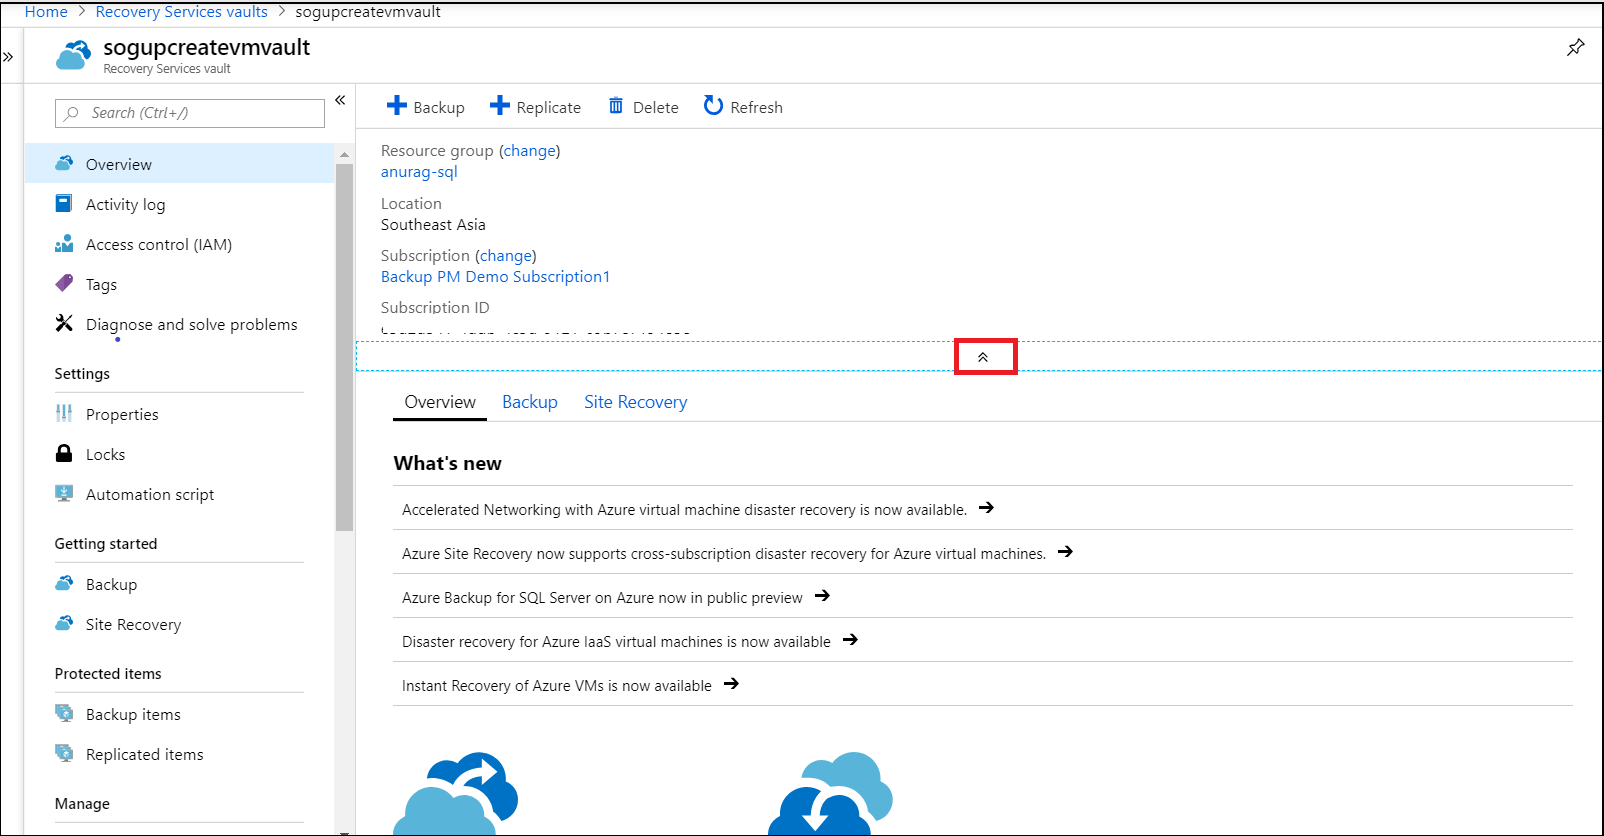 Home > Recovery Services vaults > sogupcreatevmvault
sogupcreatevmvault
Recovery Services vault
Search (Ctrl+/)
Overview
Activity log
Access control (IAM)
Tags
Diagnose and solve problems
Settings
Properties
Locks
Automation script
Getting started
Backup
Site Recovery
Protected items
Backup items
Replicated items
Manage
Backup Replicate Delete Refresh
Resource group (change)
anurag-sql
Location
Southeast Asia
Subscription (change)
Backup PM Demo Subscription1
Subscription ID
Overview Backup Site Recovery
What's new
Accelerated Networking with Azure virtual machine disaster recovery is now available.
Azure Site Recovery now supports cross-subscription disaster recovery for Azure virtual machines.
Azure Backup for SQL Server on Azure now in public preview
Disaster recovery for Azure IaaS virtual machines is now available
Instant Recovery of Azure VMs is now available